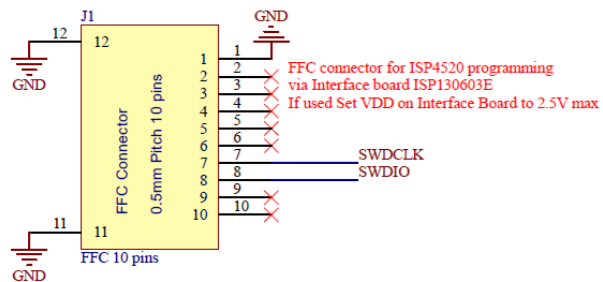 J1
GND
12
12
GND
1
1
2
2
3
3
4
4
5
5
6
6
7
7
8
8
9
9
10
10
FFC Connector
0.5mm Pitch 10 pins
FFC connector for ISP4520 programming
via Interface board ISP130603E
If used Set VDD on Interface Board to 2.5V max
SWDCLK
SWDIO
11
11
GND
FFC 10 pins